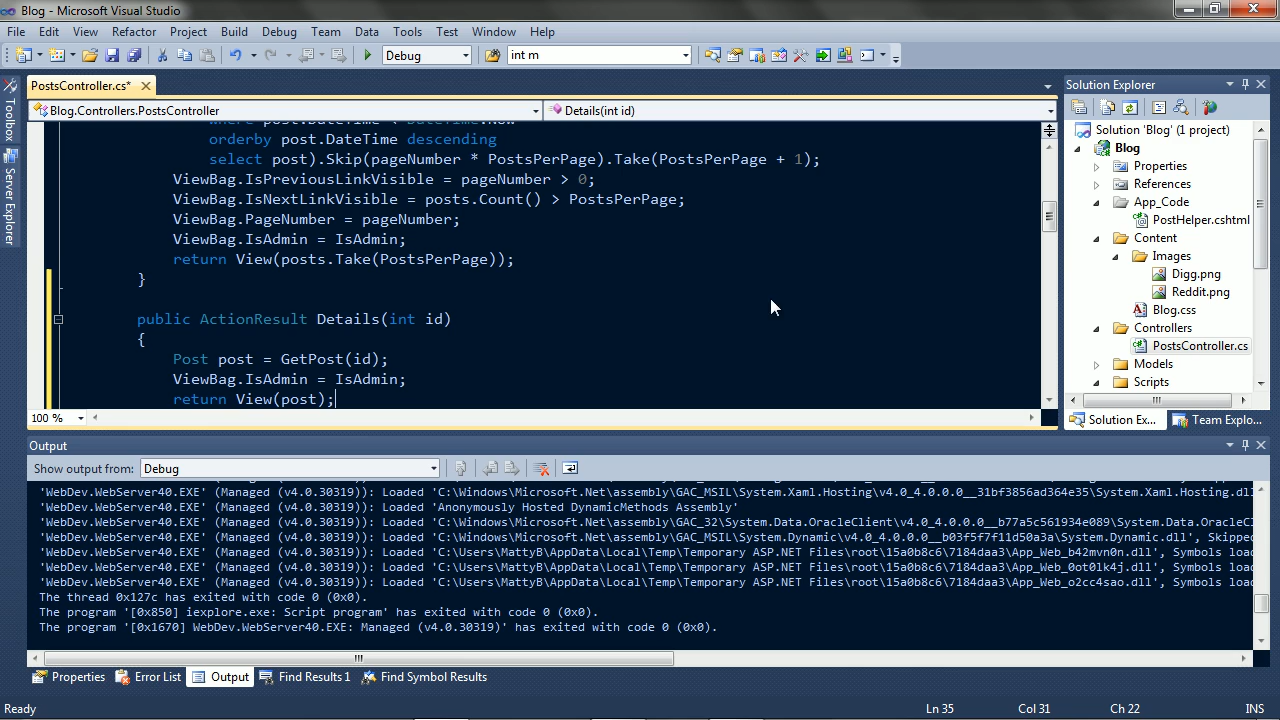 Blog - Microsoft Visual Studio
File Edit View Refactor Project Build Debug Team Data Tools Test Window Help
Debug int m
PostsController.cs*
Blog.Controllers.PostsController Details(int id)
where post.DateTime < DateTime.Now
orderby post.DateTime descending
select post).Skip(pageNumber * PostsPerPage).Take(PostsPerPage + 1);
ViewBag.IsPreviousLinkVisible = pageNumber > 0;
ViewBag.IsNextLinkVisible = posts.Count() > PostsPerPage;
ViewBag.PageNumber = pageNumber;
ViewBag.IsAdmin = IsAdmin;
return View(posts.Take(PostsPerPage));
}
public ActionResult Details(int id)
{
Post post = GetPost(id);
ViewBag.IsAdmin = IsAdmin;
return View(post);
100 %
Toolbox
Server Explorer
Solution Explorer
Solution 'Blog' (1 project)
Blog
Properties
References
App_Code
PostHelper.cshtml
Content
Images
Digg.png
Reddit.png
Blog.css
Controllers
PostsController.cs
Models
Scripts
Solution Ex... Team Explo...
Output
Show output from: Debug
'WebDev.WebServer40.EXE' (Managed (v4.0.30319)): Loaded 'C:\Windows\Microsoft.Net\assembly\GAC_MSIL\System.Xaml.Hosting\v4.0_4.0.0.0__31bf3856ad364e35\System.Xaml.Hosting.dll
'WebDev.WebServer40.EXE' (Managed (v4.0.30319)): Loaded 'Anonymously Hosted DynamicMethods Assembly'
'WebDev.WebServer40.EXE' (Managed (v4.0.30319)): Loaded 'C:\Windows\Microsoft.Net\assembly\GAC_32\System.Data.OracleClient\v4.0_4.0.0.0__b77a5c561934e089\System.Data.OracleCl
'WebDev.WebServer40.EXE' (Managed (v4.0.30319)): Loaded 'C:\Windows\Microsoft.Net\assembly\GAC_MSIL\System.Dynamic\v4.0_4.0.0.0__b03f5f7f11d50a3a\System.Dynamic.dll', Skipped
'WebDev.WebServer40.EXE' (Managed (v4.0.30319)): Loaded 'C:\Users\MattyB\AppData\Local\Temp\Temporary ASP.NET Files\root\15a0b8c6\7184daa3\App_Web_b42mvn0n.dll', Symbols load
'WebDev.WebServer40.EXE' (Managed (v4.0.30319)): Loaded 'C:\Users\MattyB\AppData\Local\Temp\Temporary ASP.NET Files\root\15a0b8c6\7184daa3\App_Web_0ot0lk4j.dll', Symbols load
'WebDev.WebServer40.EXE' (Managed (v4.0.30319)): Loaded 'C:\Users\MattyB\AppData\Local\Temp\Temporary ASP.NET Files\root\15a0b8c6\7184daa3\App_Web_o2cc4sao.dll', Symbols load
The thread 0x127c has exited with code 0 (0x0).
The program '[0x850] iexplore.exe: Script program' has exited with code 0 (0x0).
The program '[0x1670] WebDev.WebServer40.EXE: Managed (v4.0.30319)' has exited with code 0 (0x0).
Properties Error List Output Find Results 1 Find Symbol Results
Ready Ln 35 Col 31 Ch 22 INS